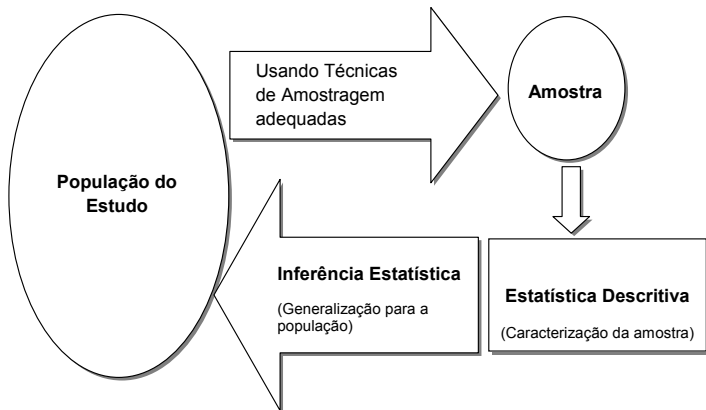 População do
Estudo
Usando Técnicas
de Amostragem
adequadas
Amostra
Estatística Descritiva
(Caracterização da amostra)
Inferência Estatística
(Generalização para a
população)